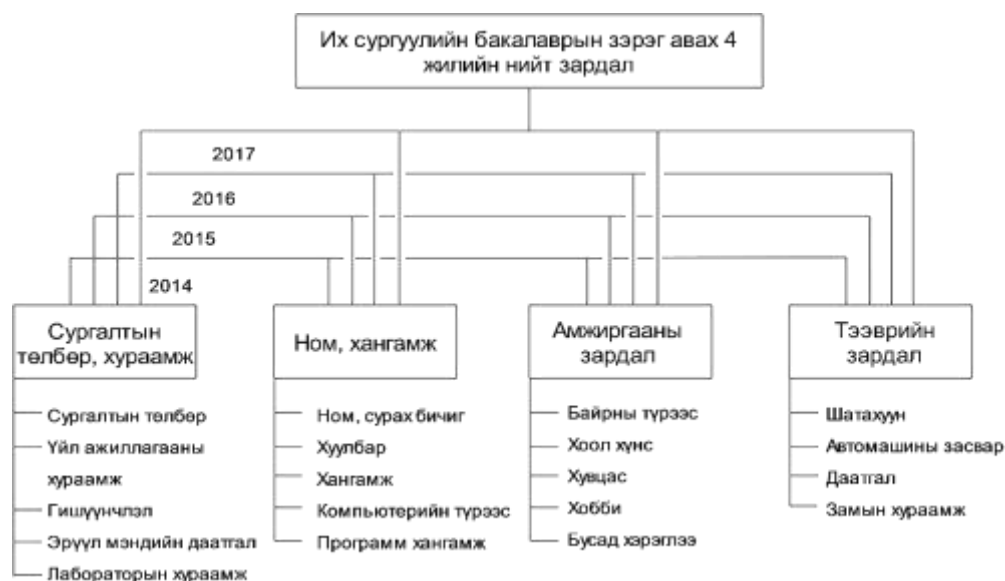 Их сургуулийн бакалаврын зэрэг авах 4
жилийн нийт зардал
2017
2016
2015
2014
Сургалтын
төлбөр, хураамж
Сургалтын төлбөр
Үйл ажиллагааны
хураамж
Гишүүнчлэл
Эрүүл мэндийн даатгал
Лабораторын хураамж
Ном, хангамж
Ном, сурах бичиг
Хуулбар
Хангамж
Компьютерийн түрээс
Программ хангамж
Амжиргааны
зардал
Байрны түрээс
Хоол хүнс
Хувцас
Хобби
Бусад хэрэглээ
Тээврийн
зардал
Шатахуун
Автомашины засвар
Даатгал
Замын хураамж